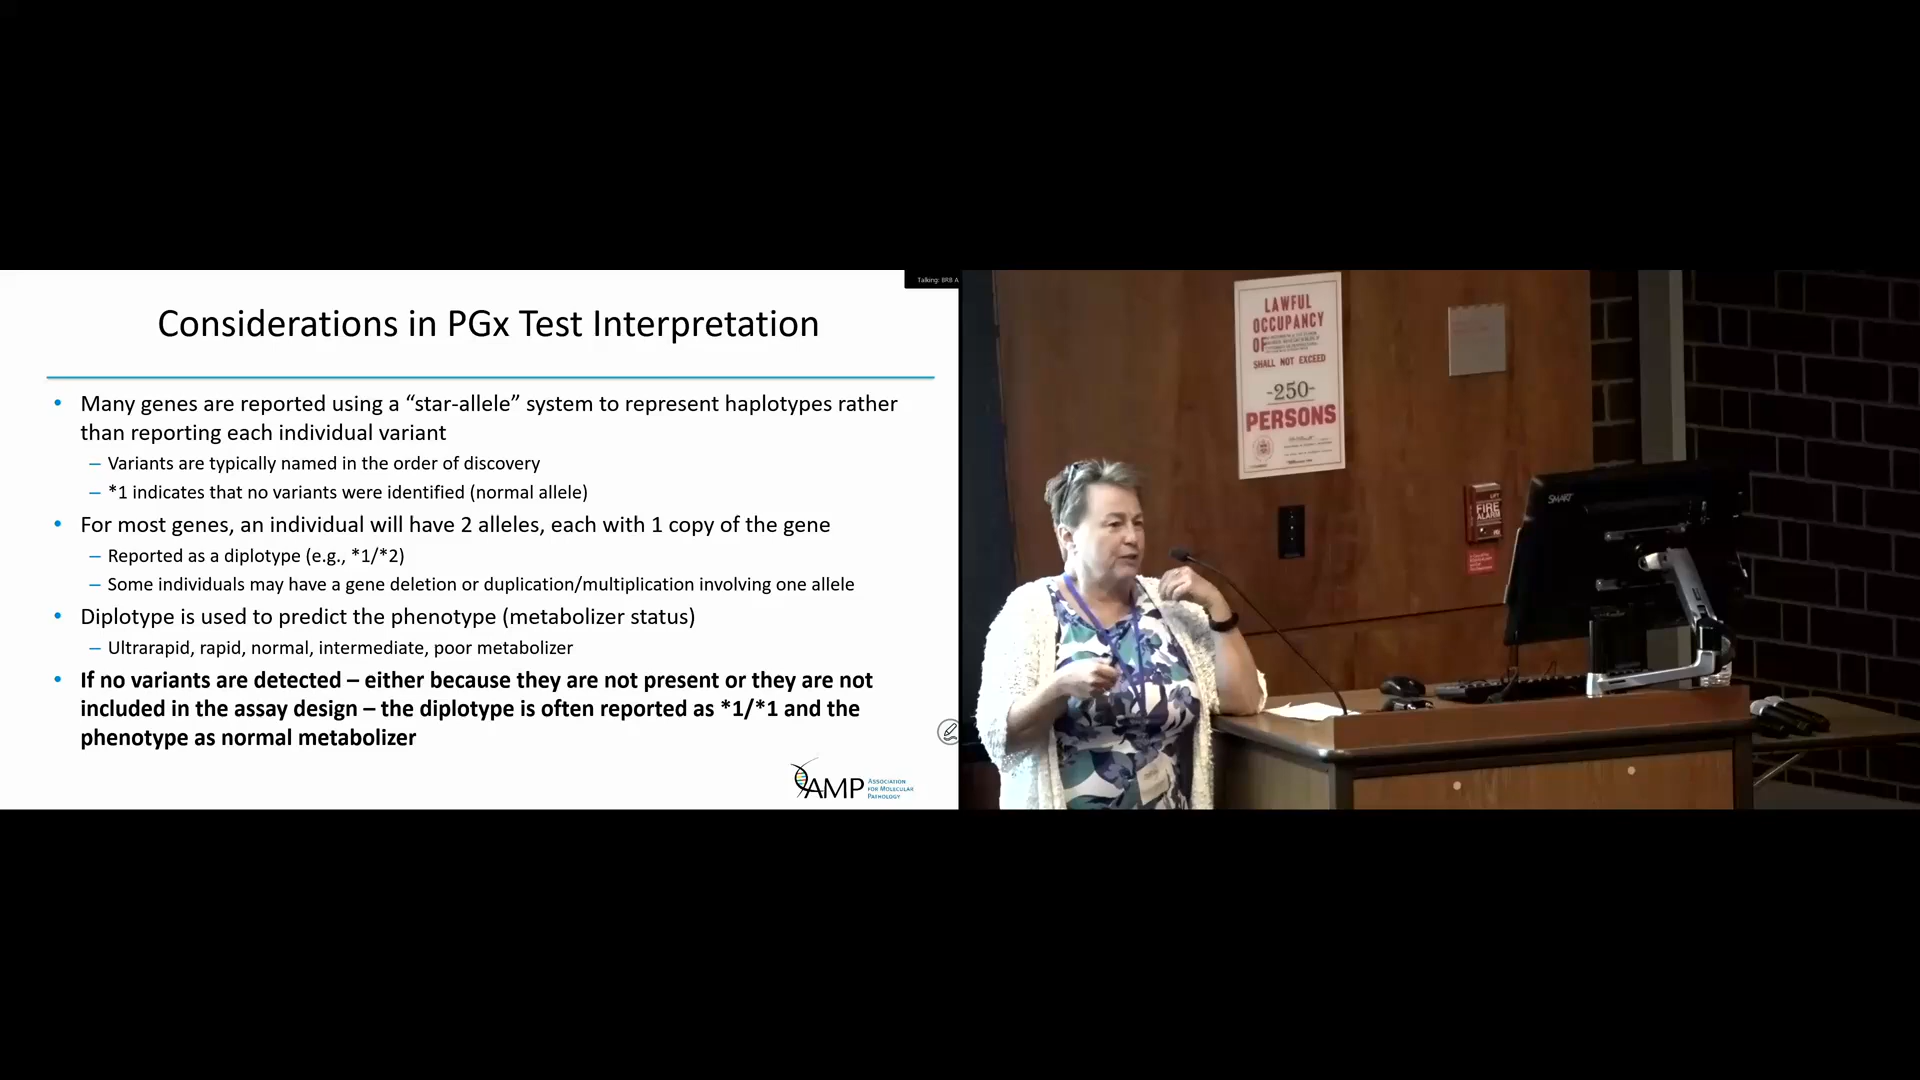 Talking: BRB A
Considerations in PGx Test Interpretation
• Many genes are reported using a “star-allele” system to represent haplotypes rather
than reporting each individual variant
– Variants are typically named in the order of discovery
– *1 indicates that no variants were identified (normal allele)
• For most genes, an individual will have 2 alleles, each with 1 copy of the gene
– Reported as a diplotype (e.g., *1/*2)
– Some individuals may have a gene deletion or duplication/multiplication involving one allele
• Diplotype is used to predict the phenotype (metabolizer status)
– Ultrarapid, rapid, normal, intermediate, poor metabolizer
• If no variants are detected – either because they are not present or they are not
included in the assay design – the diplotype is often reported as *1/*1 and the
phenotype as normal metabolizer
AMP
ASSOCIATION
FOR MOLECULAR
PATHOLOGY
LAWFUL
OCCUPANCY
OF
SHALL NOT EXCEED
-250-
PERSONS
SMART
FIRE
ALARM